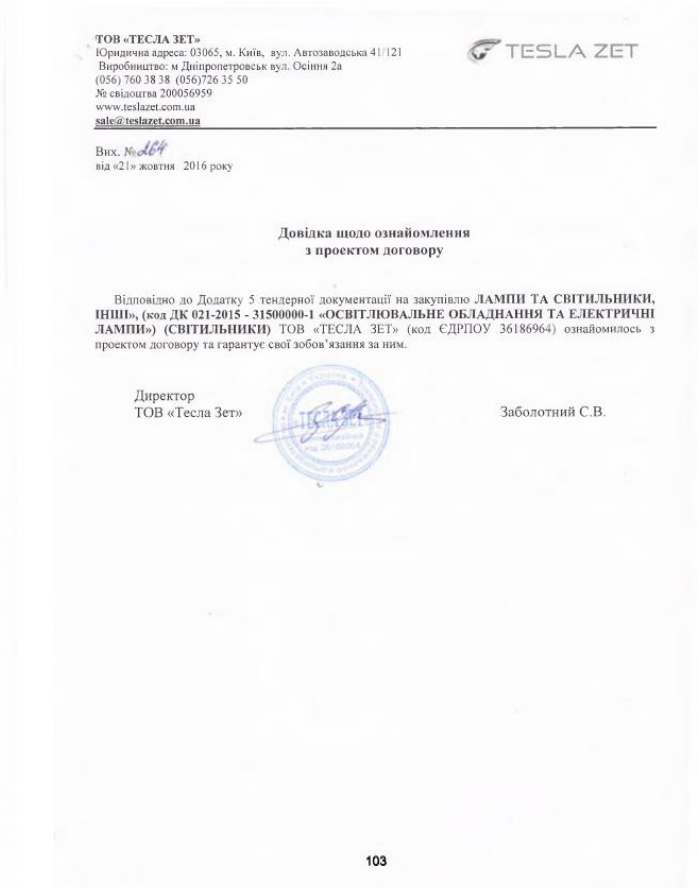 ТОВ «ТЕСЛА ЗЕТ»
Юридична адреса: 03065, м. Київ, вул. Автозаводська 41/121
Виробництво: м Дніпропетровськ вул. Осіння 2а
(056) 760 38 38 (056)726 35 50
№ свідоцтва 200056959
www.teslazet.com.ua
sale@teslazet.com.ua
TESLA ZET
Вих. № 264
від «21» жовтня 2016 року
Довідка щодо ознайомлення
з проектом договору
Відповідно до Додатку 5 тендерної документації на закупівлю ЛАМПИ ТА СВІТИЛЬНИКИ,
ІНШІ», (код ДК 021-2015 - 31500000-1 «ОСВІТЛЮВАЛЬНЕ ОБЛАДНАННЯ ТА ЕЛЕКТРИЧНІ
ЛАМПИ») (СВІТИЛЬНИКИ) ТОВ «ТЕСЛА ЗЕТ» (код ЄДРПОУ 36186964) ознайомилось з
проектом договору та гарантує свої зобов’язання за ним.
Директор
ТОВ «Тесла Зет»
Заболотний С.В.
103